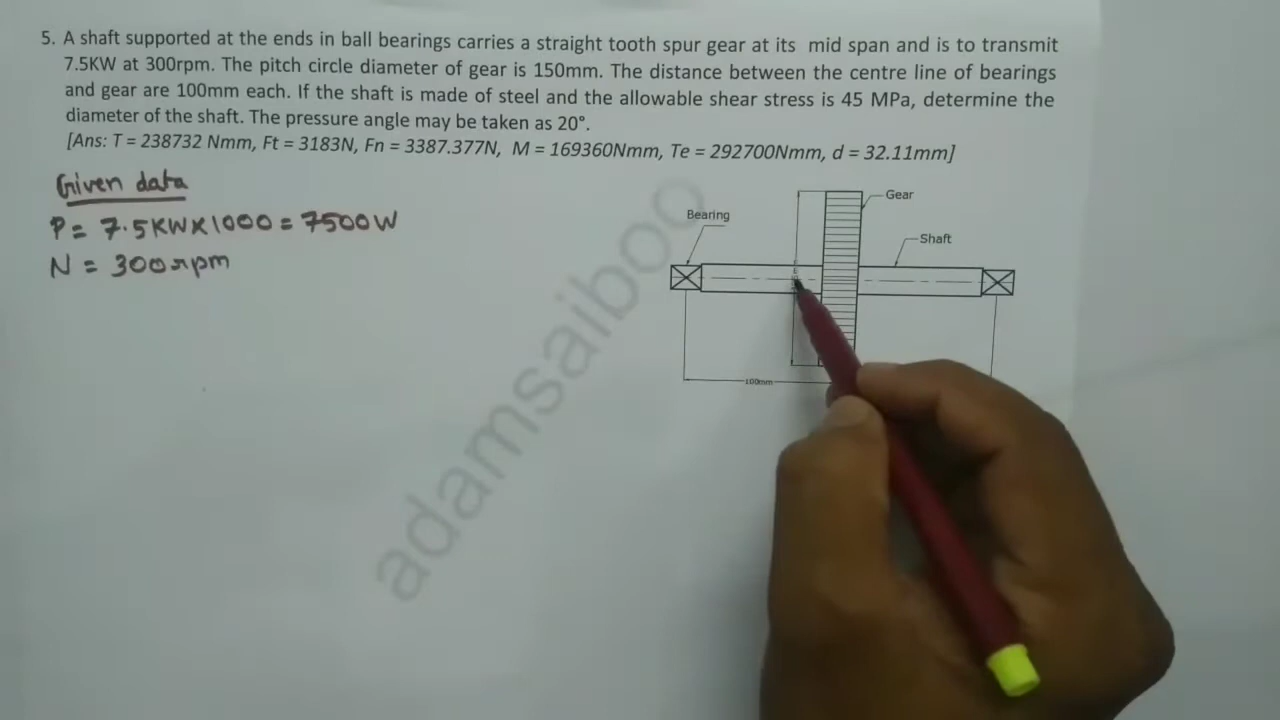 5. A shaft supported at the ends in ball bearings carries a straight tooth spur gear at its mid span and is to transmit
7.5KW at 300rpm. The pitch circle diameter of gear is 150mm. The distance between the centre line of bearings
and gear are 100mm each. If the shaft is made of steel and the allowable shear stress is 45 MPa, determine the
diameter of the shaft. The pressure angle may be taken as 20°.
[Ans: T = 238732 Nmm, Ft = 3183N, Fn = 3387.377N, M = 169360Nmm, Te = 292700Nmm, d = 32.11mm]
Given data
P = 7.5KW X 1000 = 7500W
N = 300rpm
Gear
Bearing
Shaft
100mm
adamsaiboo